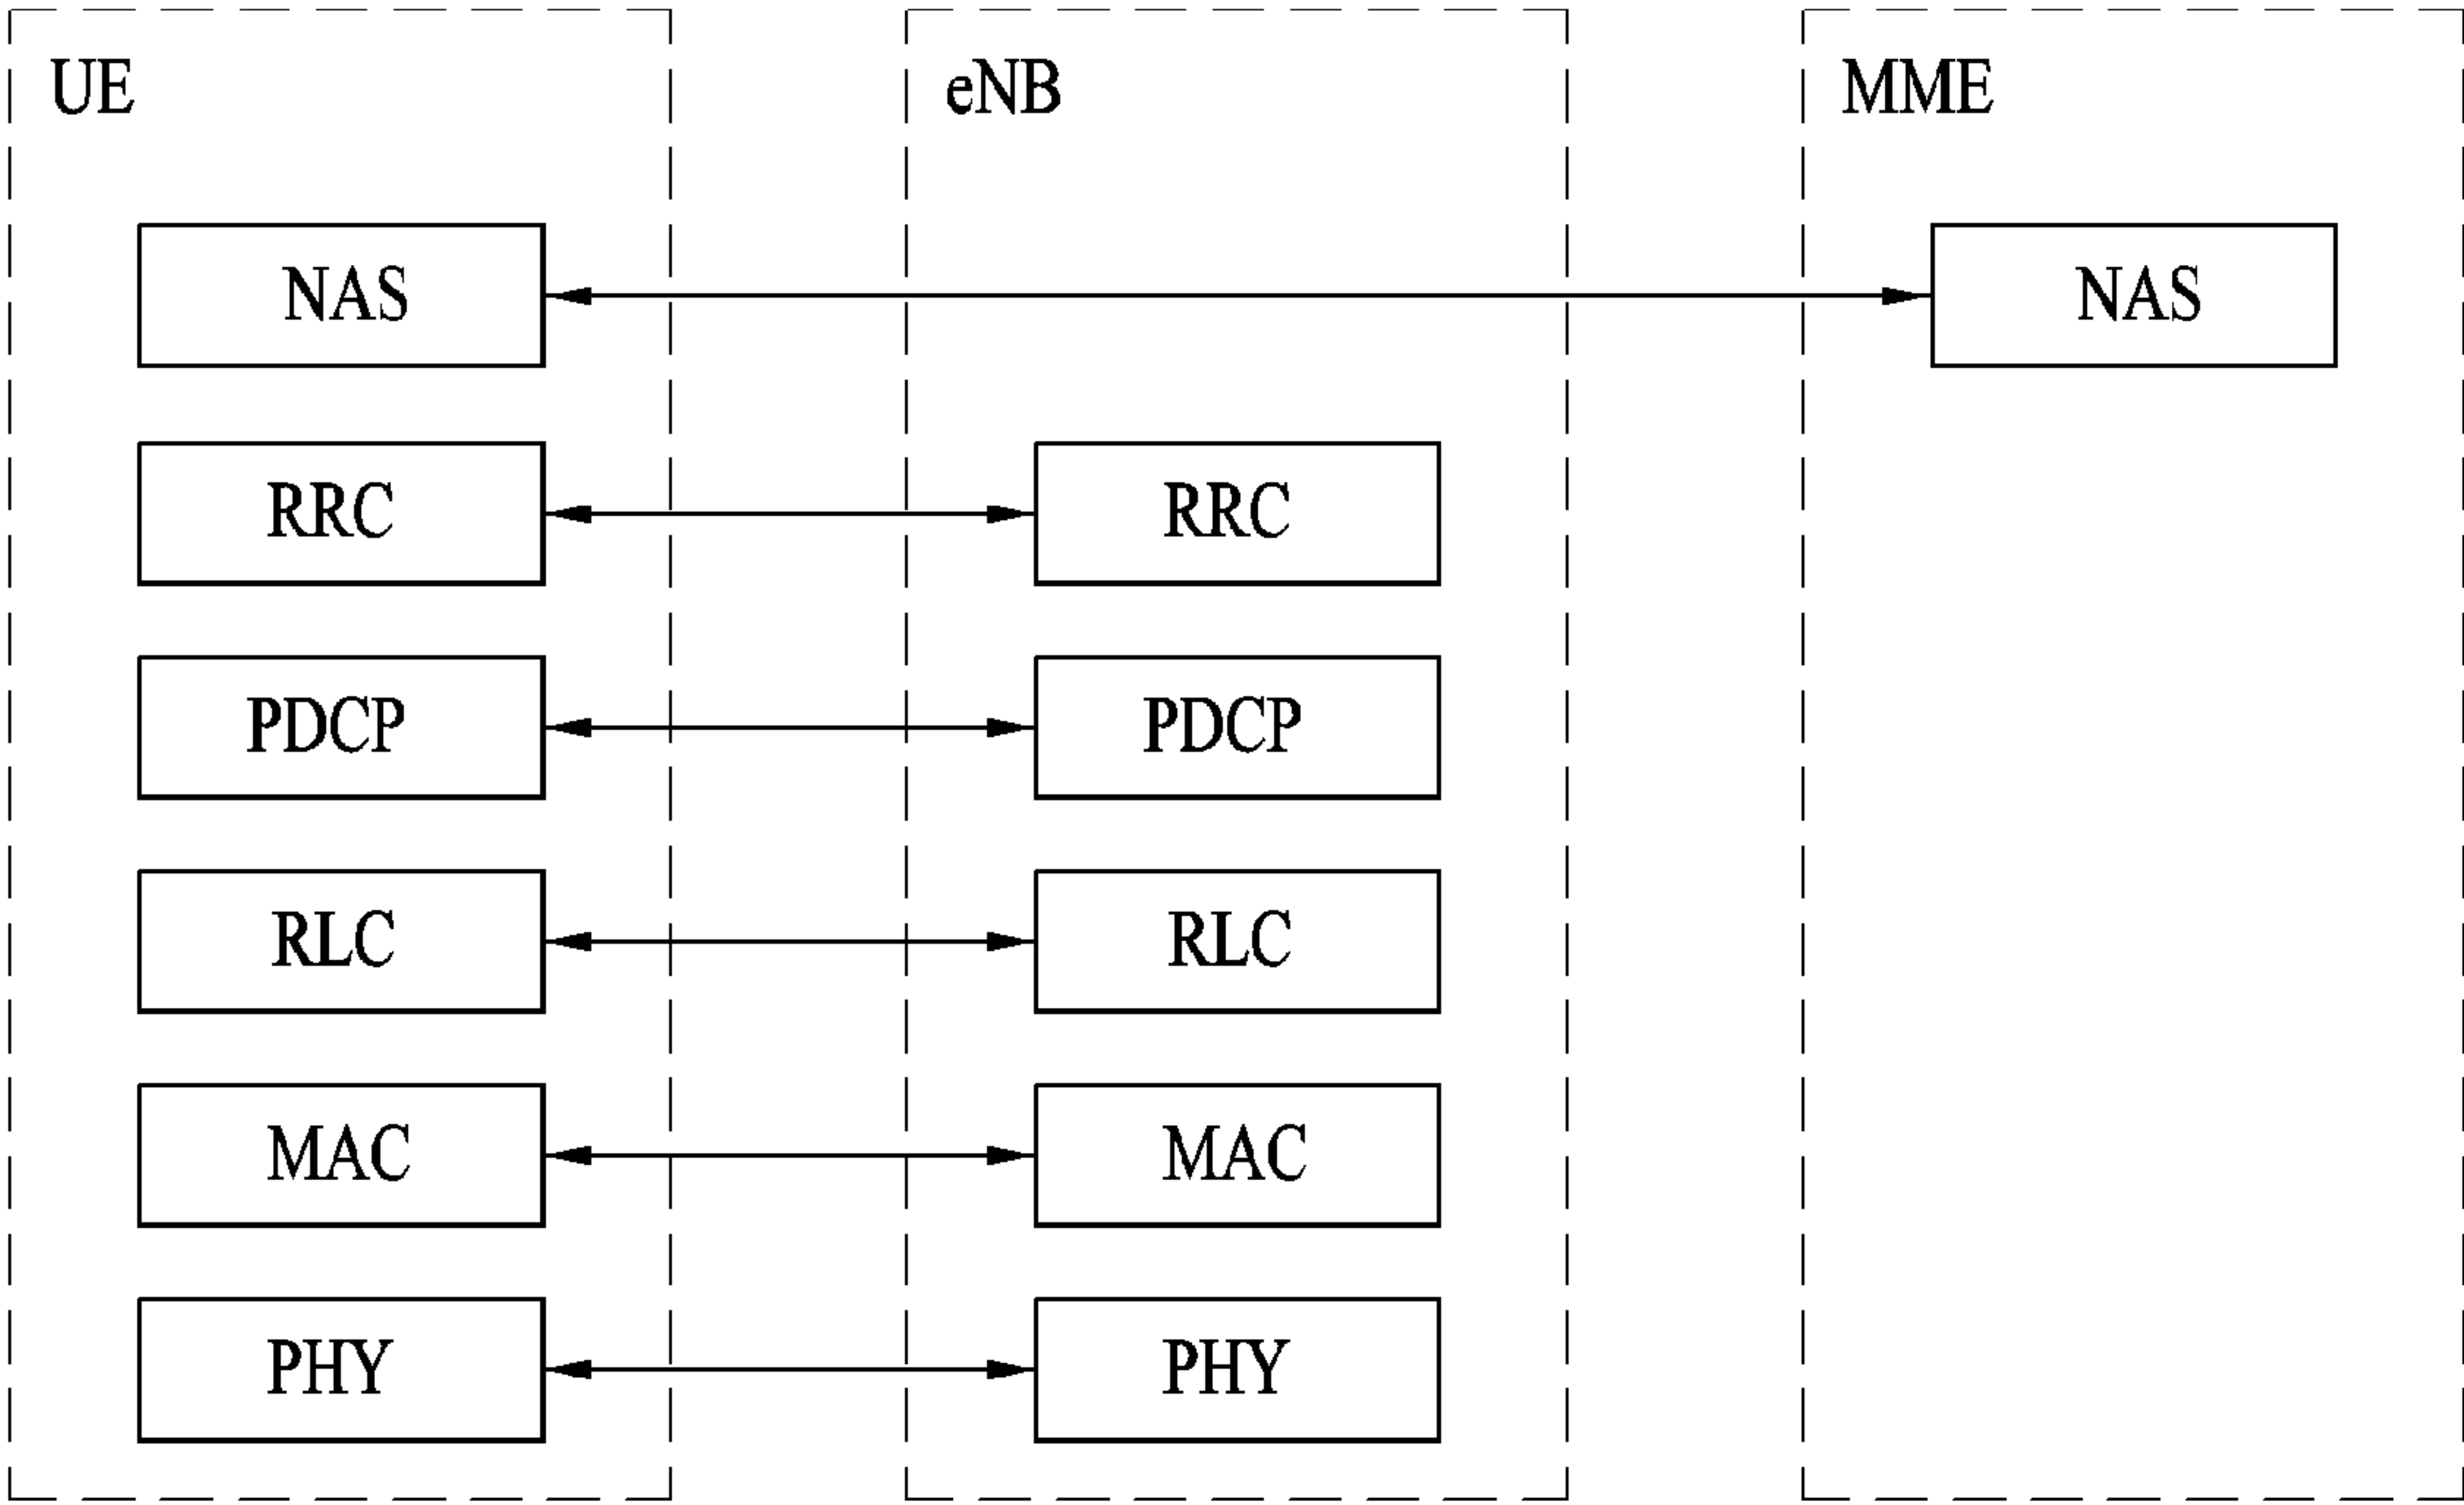 UE
eNB
MME
NAS
NAS
RRC
RRC
PDCP
PDCP
RLC
RLC
MAC
MAC
PHY
PHY